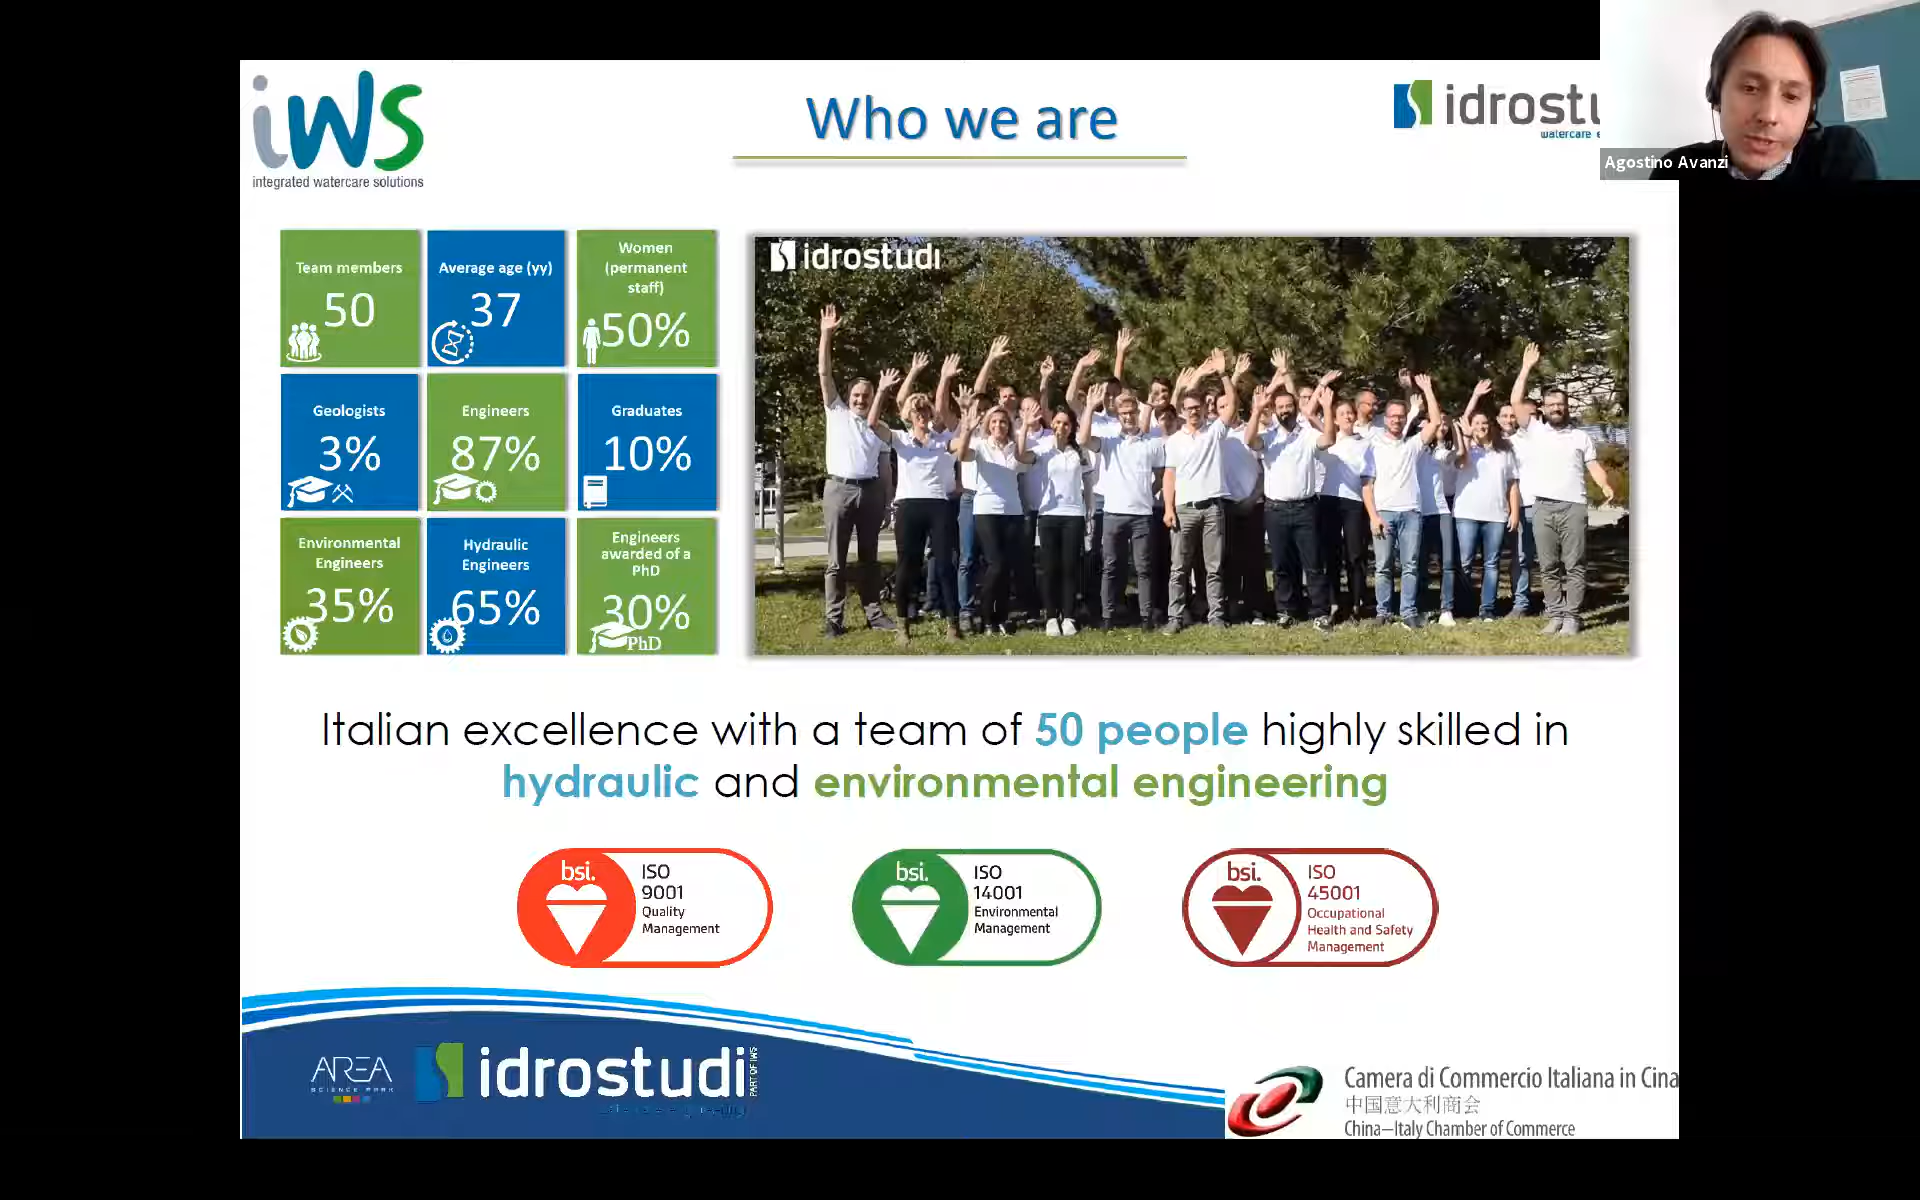 iws
integrated watercare solutions
Who we are
idrostu
watercare e
Agostino Avanzi
Team members
50
Average age (yy)
37
Women
(permanent
staff)
50%
Geologists
3%
Engineers
87%
Graduates
10%
Environmental
Engineers
35%
Hydraulic
Engineers
65%
Engineers
awarded of a
PhD
30%
PhD
idrostudi
Italian excellence with a team of 50 people highly skilled in
hydraulic and environmental engineering
bsi.
ISO
9001
Quality
Management
bsi.
ISO
14001
Environmental
Management
bsi.
ISO
45001
Occupational
Health and Safety
Management
AREA
SCIENCE PARK
idrostudi
PART OF IWS
Camera di Commercio Italiana in Cina
中国意大利商会
China–Italy Chamber of Commerce